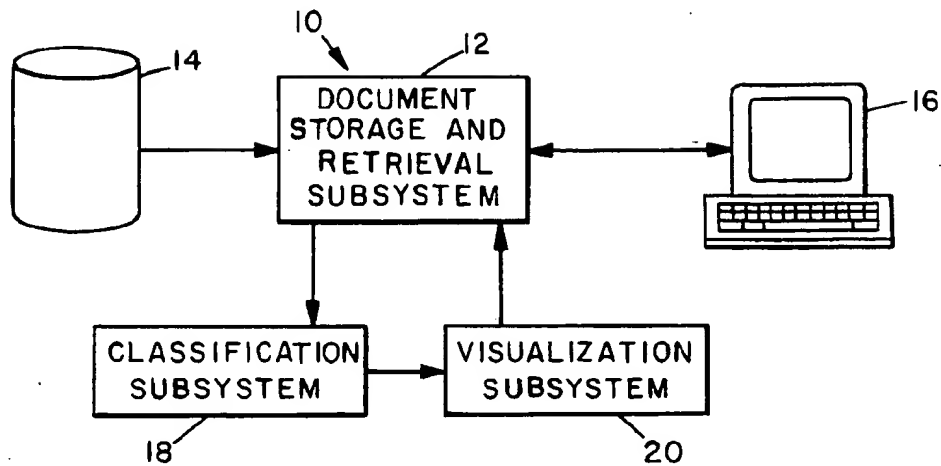 10
12
14
DOCUMENT
STORAGE AND
RETRIEVAL
SUBSYSTEM
16
CLASSIFICATION
SUBSYSTEM
VISUALIZATION
SUBSYSTEM
18
20